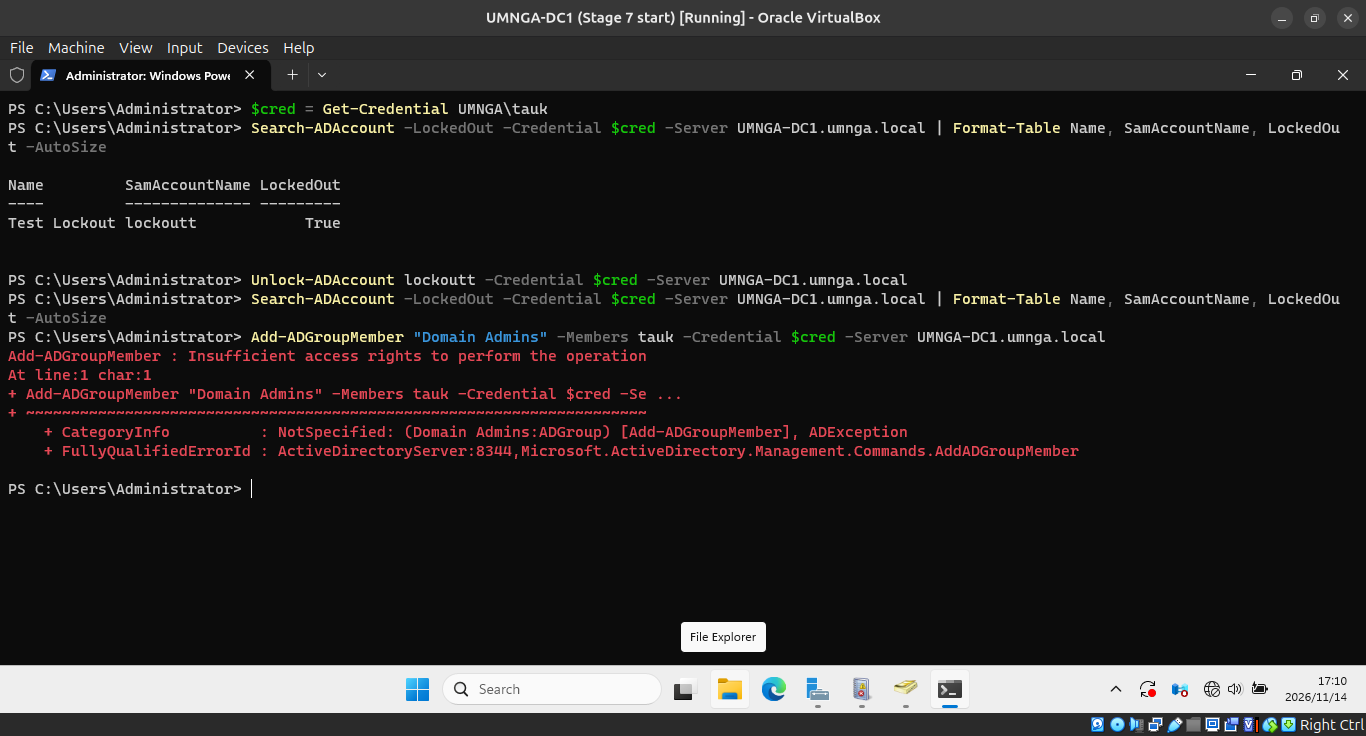 UMNGA-DC1 (Stage 7 start) [Running] - Oracle VirtualBox
File Machine View Input Devices Help
Administrator: Windows Powe
PS C:\Users\Administrator> $cred = Get-Credential UMNGA\tauk
PS C:\Users\Administrator> Search-ADAccount -LockedOut -Credential $cred -Server UMNGA-DC1.umnga.local | Format-Table Name, SamAccountName, LockedOu
t -AutoSize
Name         SamAccountName LockedOut
----         -------------- ---------
Test Lockout lockoutt            True
PS C:\Users\Administrator> Unlock-ADAccount lockoutt -Credential $cred -Server UMNGA-DC1.umnga.local
PS C:\Users\Administrator> Search-ADAccount -LockedOut -Credential $cred -Server UMNGA-DC1.umnga.local | Format-Table Name, SamAccountName, LockedOu
t -AutoSize
PS C:\Users\Administrator> Add-ADGroupMember "Domain Admins" -Members tauk -Credential $cred -Server UMNGA-DC1.umnga.local
Add-ADGroupMember : Insufficient access rights to perform the operation
At line:1 char:1
+ Add-ADGroupMember "Domain Admins" -Members tauk -Credential $cred -Se ...
+ ~~~~~~~~~~~~~~~~~~~~~~~~~~~~~~~~~~~~~~~~~~~~~~~~~~~~~~~~~~~~~~~~~~~~~
    + CategoryInfo          : NotSpecified: (Domain Admins:ADGroup) [Add-ADGroupMember], ADException
    + FullyQualifiedErrorId : ActiveDirectoryServer:8344,Microsoft.ActiveDirectory.Management.Commands.AddADGroupMember
PS C:\Users\Administrator>
File Explorer
Search
17:10
2026/11/14
Right Ctrl